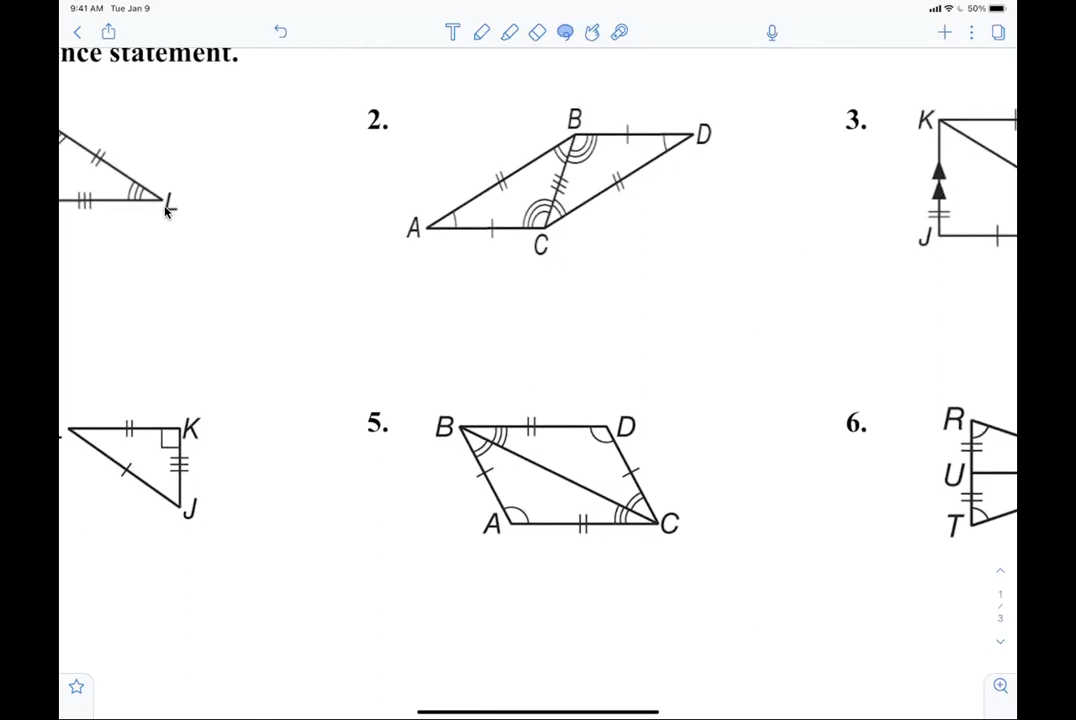 9:41 AM Tue Jan 9
50%
T
nce statement.
2.
B
D
A
C
L
3.
K
J
K
J
5.
B
D
A
C
6.
R
U
T
1
/
3